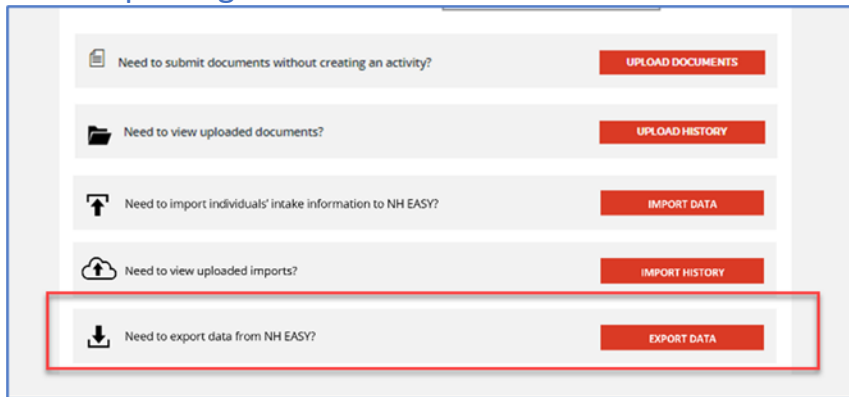 Need to submit documents without creating an activity? UPLOAD DOCUMENTS
Need to view uploaded documents? UPLOAD HISTORY
Need to import individuals' intake information to NH EASY? IMPORT DATA
Need to view uploaded imports? IMPORT HISTORY
Need to export data from NH EASY? EXPORT DATA